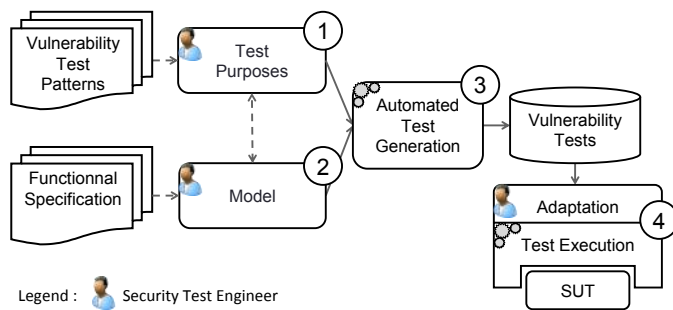 Vulnerability
Test
Patterns
Test
Purposes
1
Functionnal
Specification
Model
2
Automated
Test
Generation
3
Vulnerability
Tests
Adaptation
4
Test Execution
SUT
Legend :
Security Test Engineer